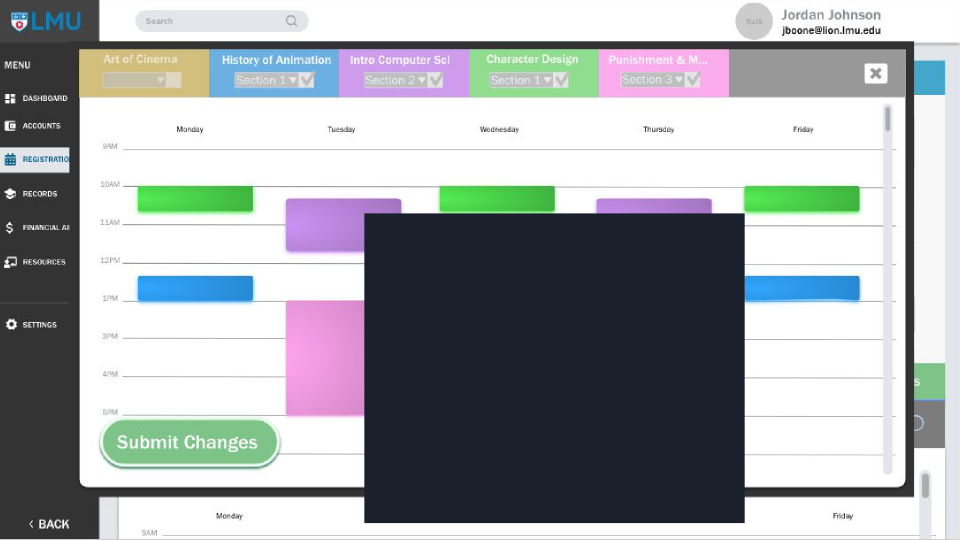 LMU
Search
Jordan Johnson
jboone@lion.lmu.edu
MENU
DASHBOARD
ACCOUNTS
REGISTRATIO
RECORDS
FINANCIAL AI
RESOURCES
SETTINGS
BACK
Art of Cinema
History of Animation
Section 1
Intro Computer Sci
Section 2
Character Design
Section 1
Punishment & M...
Section 3
Monday Tuesday Wednesday Thursday Friday
9AM
10AM
11AM
12PM
1PM
3PM
4PM
5PM
Submit Changes
S
Monday Friday
9AM